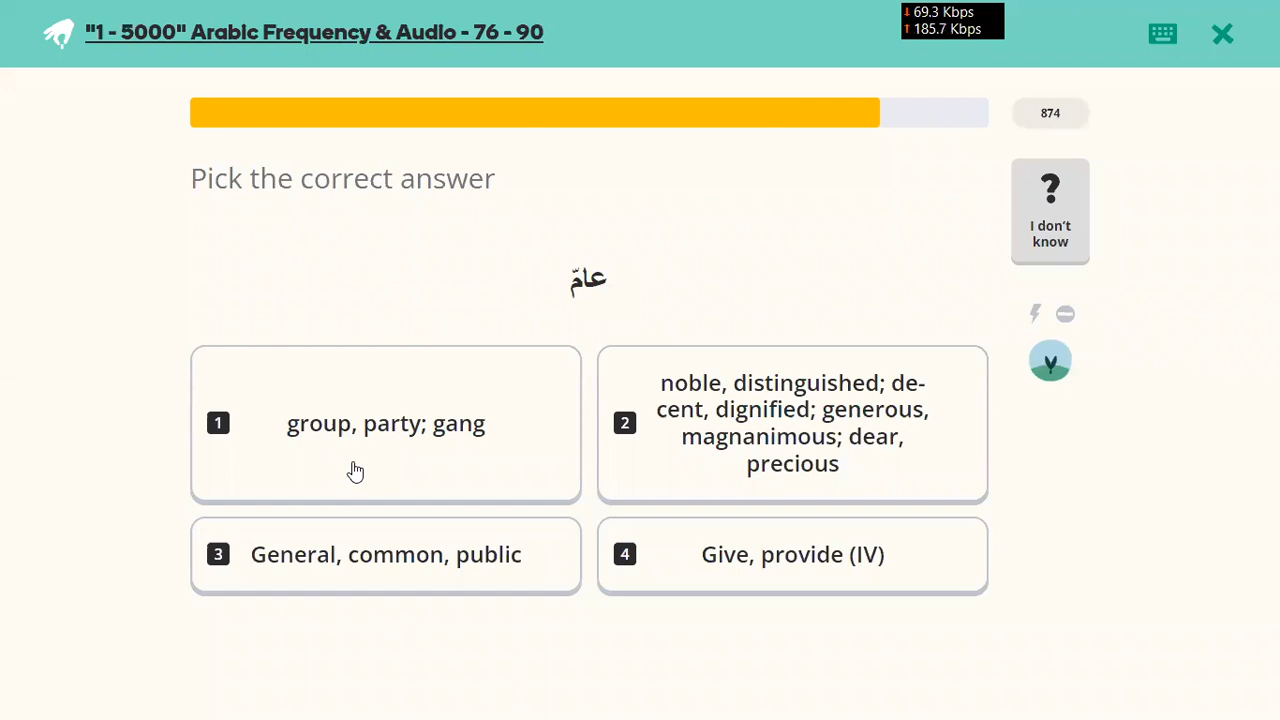 "1 - 5000" Arabic Frequency & Audio - 76 - 90
↓ 69.3 Kbps
↑ 185.7 Kbps
874
Pick the correct answer
?
I don't
know
عامّ
1 group, party; gang
2 noble, distinguished; de-
cent, dignified; generous,
magnanimous; dear,
precious
3 General, common, public
4 Give, provide (IV)